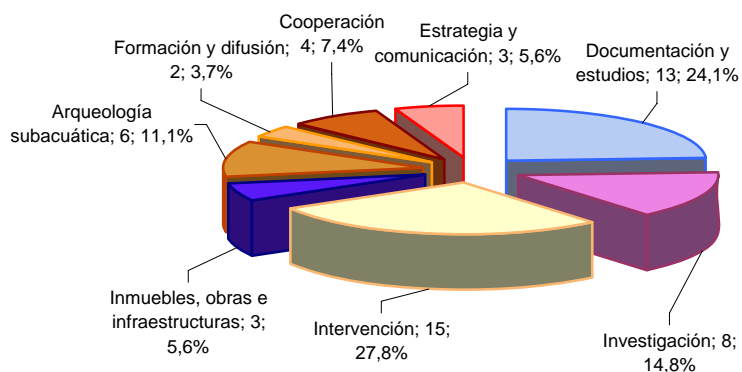 Cooperación
4; 7,4%
Estrategia y
comunicación; 3; 5,6%
Documentación y
estudios; 13; 24,1%
Formación y difusión;
2; 3,7%
Arqueología
subacuática; 6; 11,1%
Inmuebles, obras e
infraestructuras; 3;
5,6%
Intervención; 15;
27,8%
Investigación; 8;
14,8%